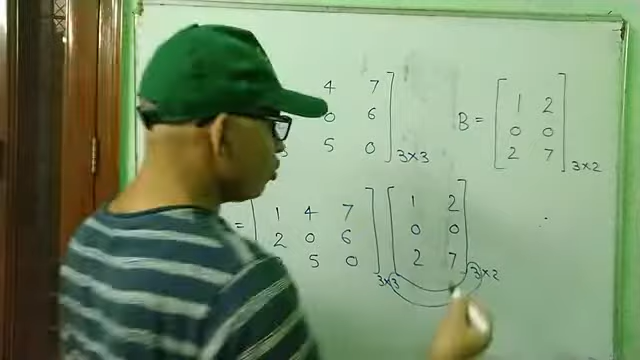 4 7 B = 1 2
0 6 0 0
5 0 3×3 2 7 3×2
= 1 4 7 1 2
2 0 6 0 0
5 0 3×3 2 7 3×2